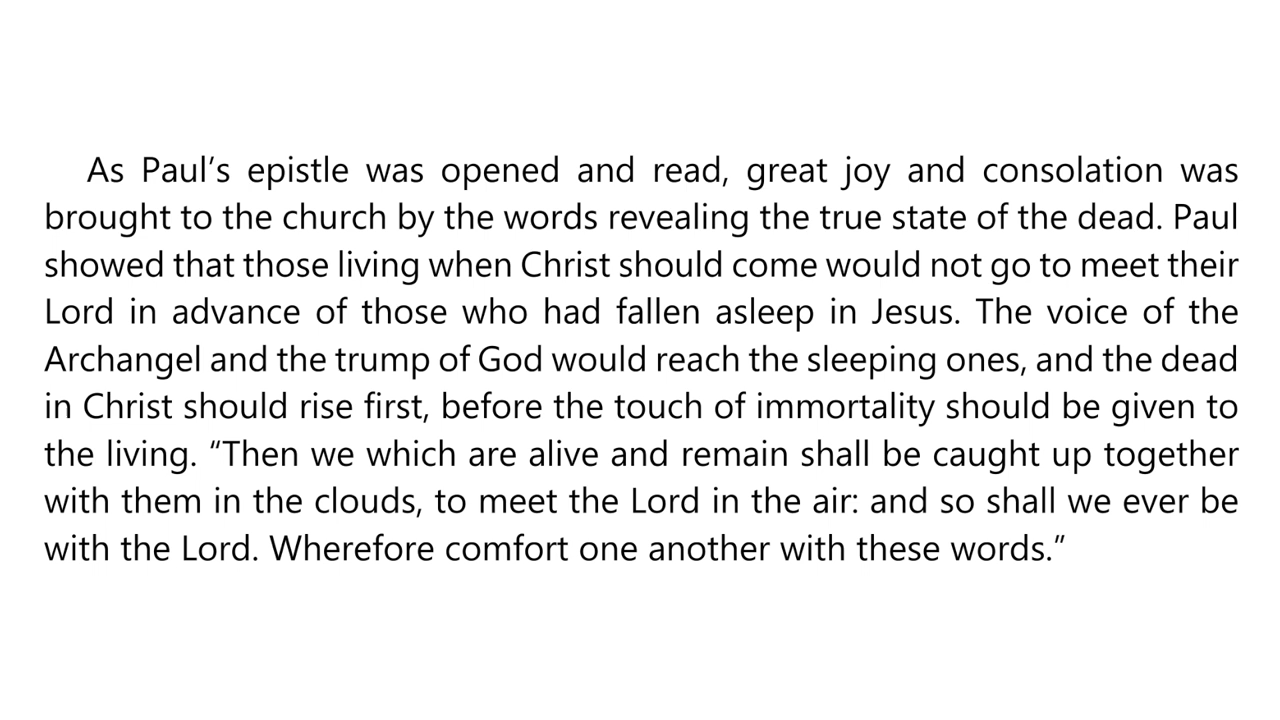 As Paul’s epistle was opened and read, great joy and consolation was
brought to the church by the words revealing the true state of the dead. Paul
showed that those living when Christ should come would not go to meet their
Lord in advance of those who had fallen asleep in Jesus. The voice of the
Archangel and the trump of God would reach the sleeping ones, and the dead
in Christ should rise first, before the touch of immortality should be given to
the living. “Then we which are alive and remain shall be caught up together
with them in the clouds, to meet the Lord in the air: and so shall we ever be
with the Lord. Wherefore comfort one another with these words.”